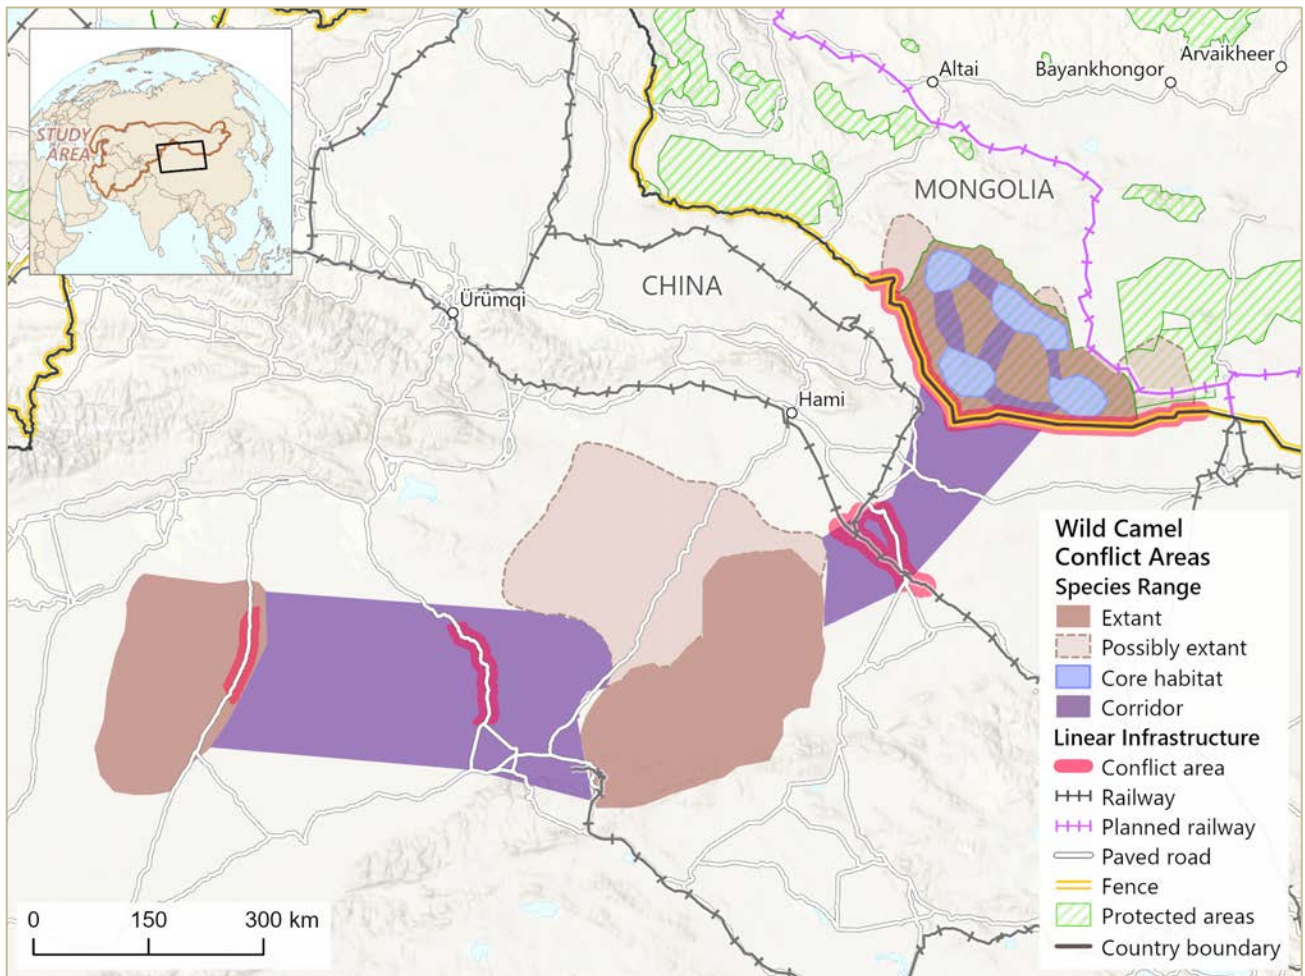 STUDY
AREA
Altai
Bayankhongor
Arvaikheer
MONGOLIA
CHINA
Ürümqi
Hami
Wild Camel
Conflict Areas
Species Range
Extant
Possibly extant
Core habitat
Corridor
Linear Infrastructure
Conflict area
Railway
Planned railway
Paved road
Fence
Protected areas
Country boundary
0 150 300 km